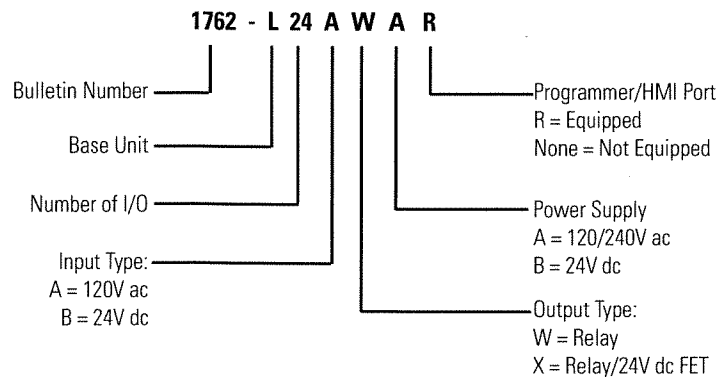 1762 - L 24 A W A R
Bulletin Number
Base Unit
Number of I/O
Input Type:
A = 120V ac
B = 24V dc
Programmer/HMI Port
R = Equipped
None = Not Equipped
Power Supply
A = 120/240V ac
B = 24V dc
Output Type:
W = Relay
X = Relay/24V dc FET